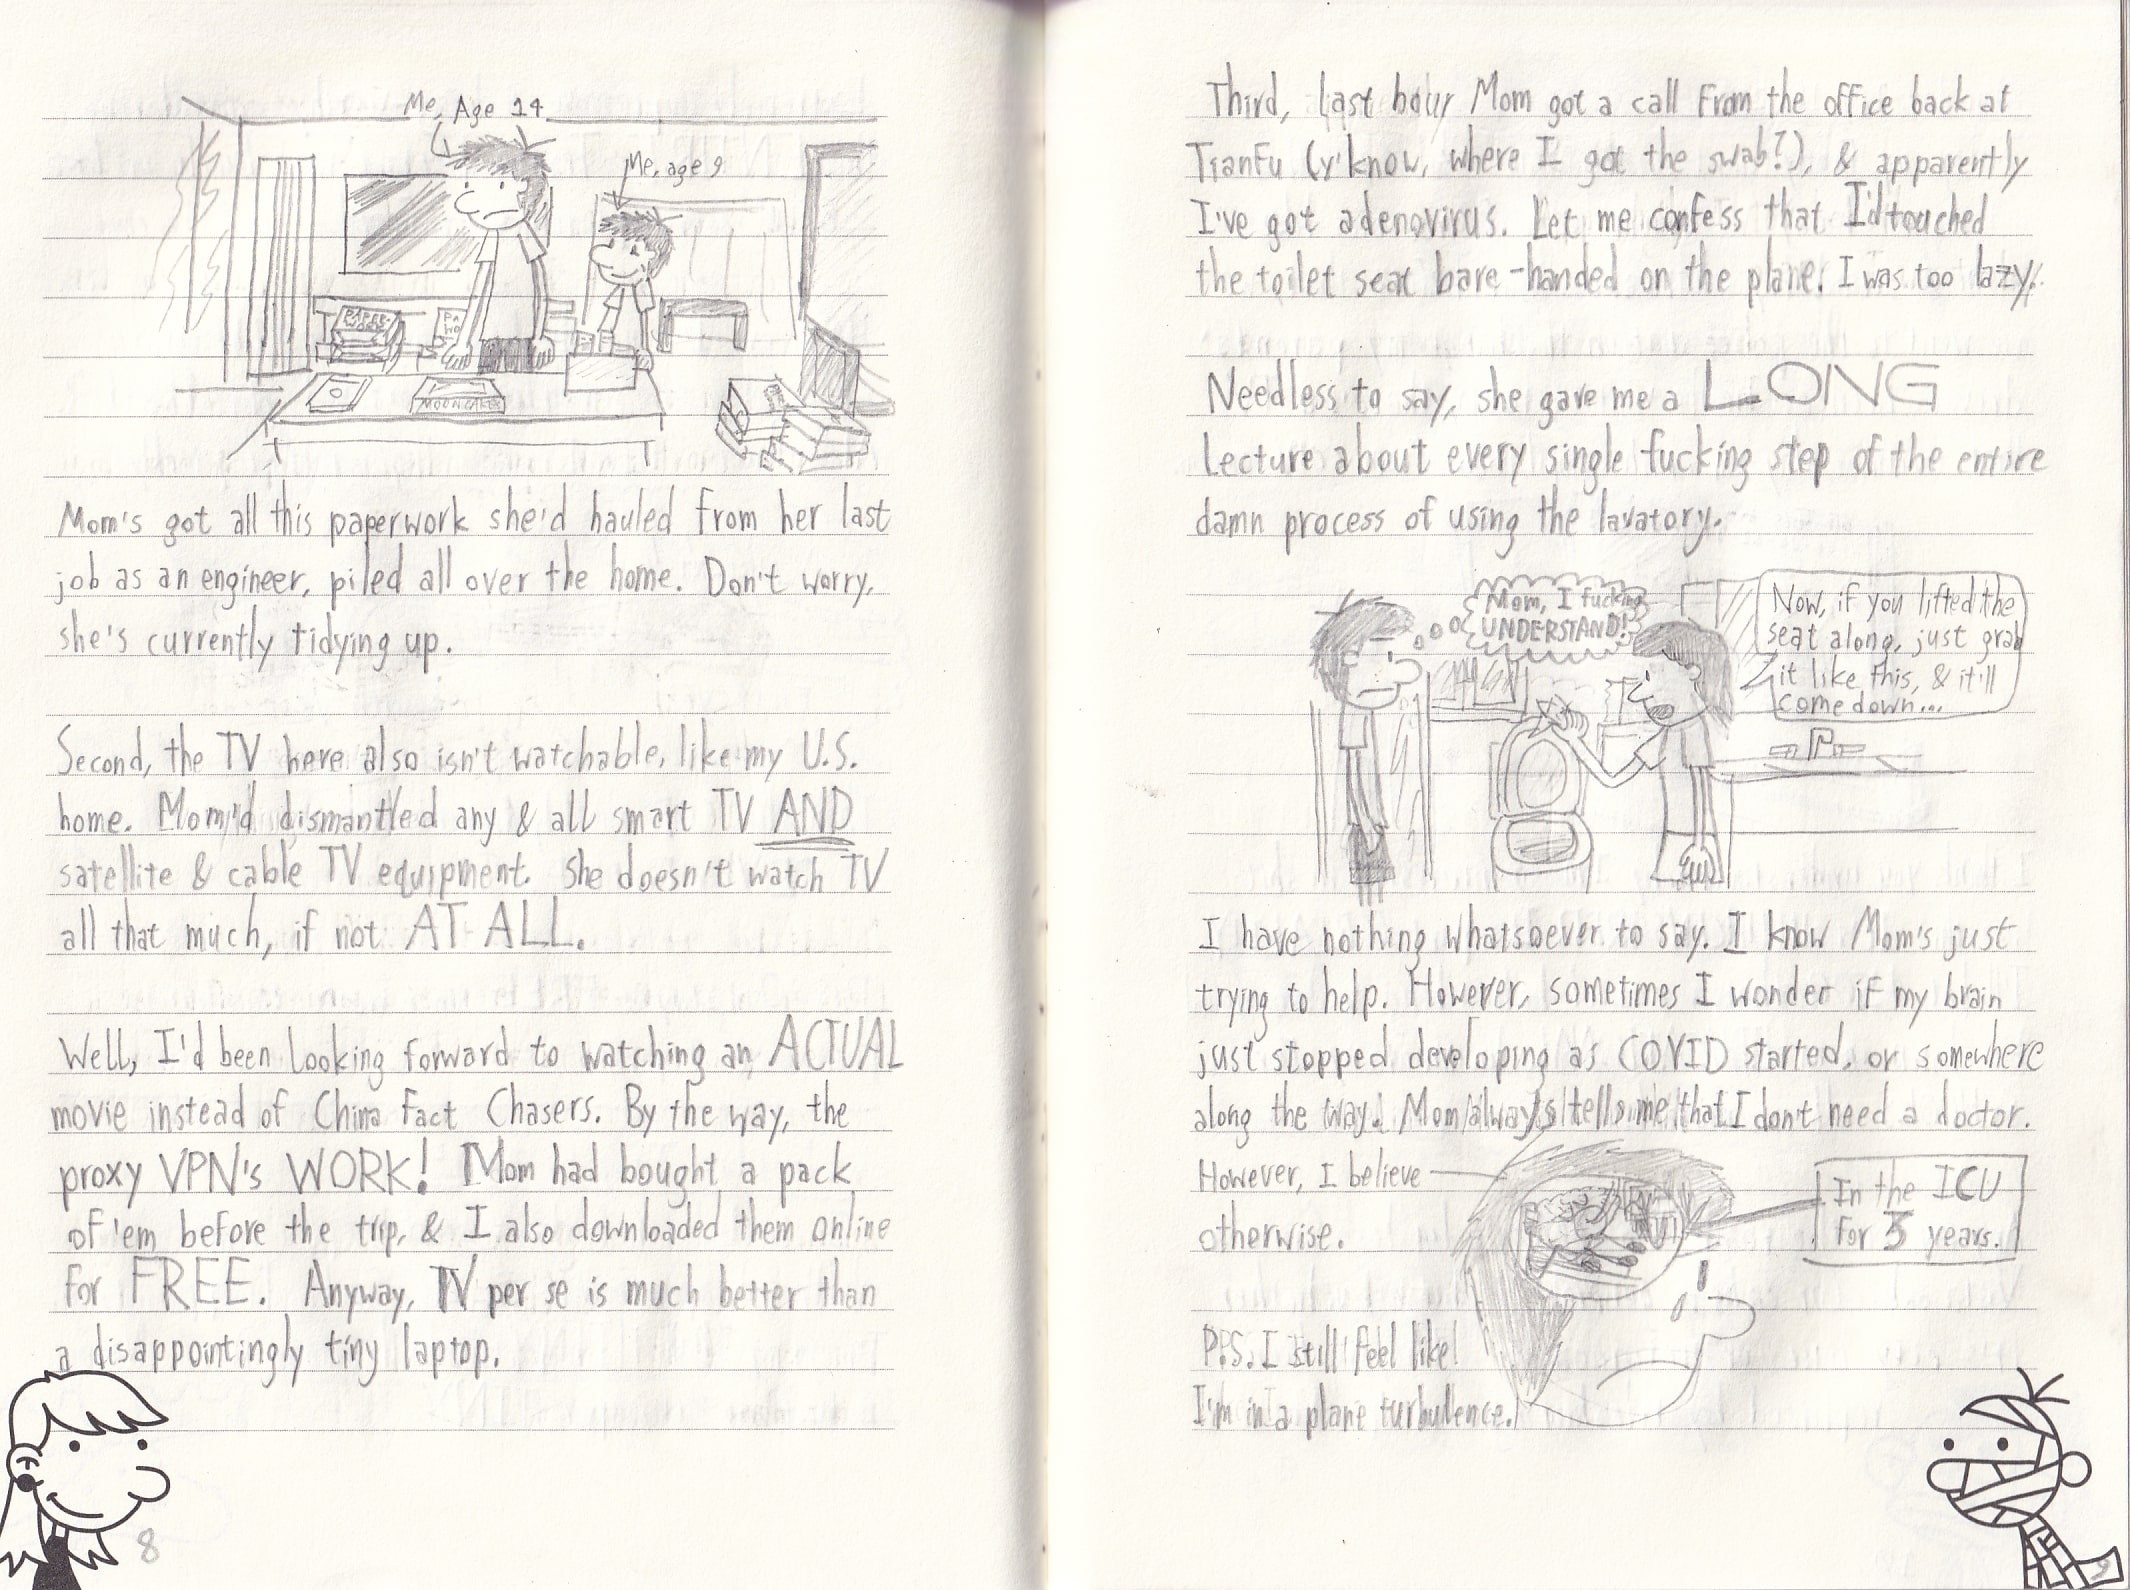 Me, Age 14
Me, age 9
PAPER-
WORK
PA
WO
MOONCAKES
Mom's got all this paperwork she'd hauled from her last
job as an engineer, piled all over the home. Don't worry,
she's currently tidying up.
Second, the TV here also isn't watchable, like my U.S.
home. Mom'd dismantled any & all smart TV AND
satellite & cable TV equipment. She doesn't watch TV
all that much, if not AT ALL.
Well, I'd been looking forward to watching an ACTUAL
movie instead of China Fact Chasers. By the way, the
proxy VPN's WORK! Mom had bought a pack
of 'em before the trip, & I also downloaded them online
for FREE. Anyway, TV per se is much better than
a disappointingly tiny laptop.
8
Third, last hour Mom got a call from the office back at
TianFu (y'know, where I got the swab?), & apparently
I've got adenovirus. Let me confess that I'd touched
the toilet seat bare-handed on the plane. I was too lazy.
Needless to say, she gave me a LONG
lecture about every single fucking step of the entire
damn process of using the lavatory.
Mom, I fucking
UNDERSTAND!
Now, if you lifted the
seat along, just grab
it like this, & it'll
come down...
I have nothing whatsoever to say. I know Mom's just
trying to help. However, sometimes I wonder if my brain
just stopped developing as COVID started, or somewhere
along the way. Mom always tells me that I don't need a doctor.
However, I believe
otherwise.
In the ICU
for 3 years.
P.S. I still feel like
I'm in a plane turbulence.
9